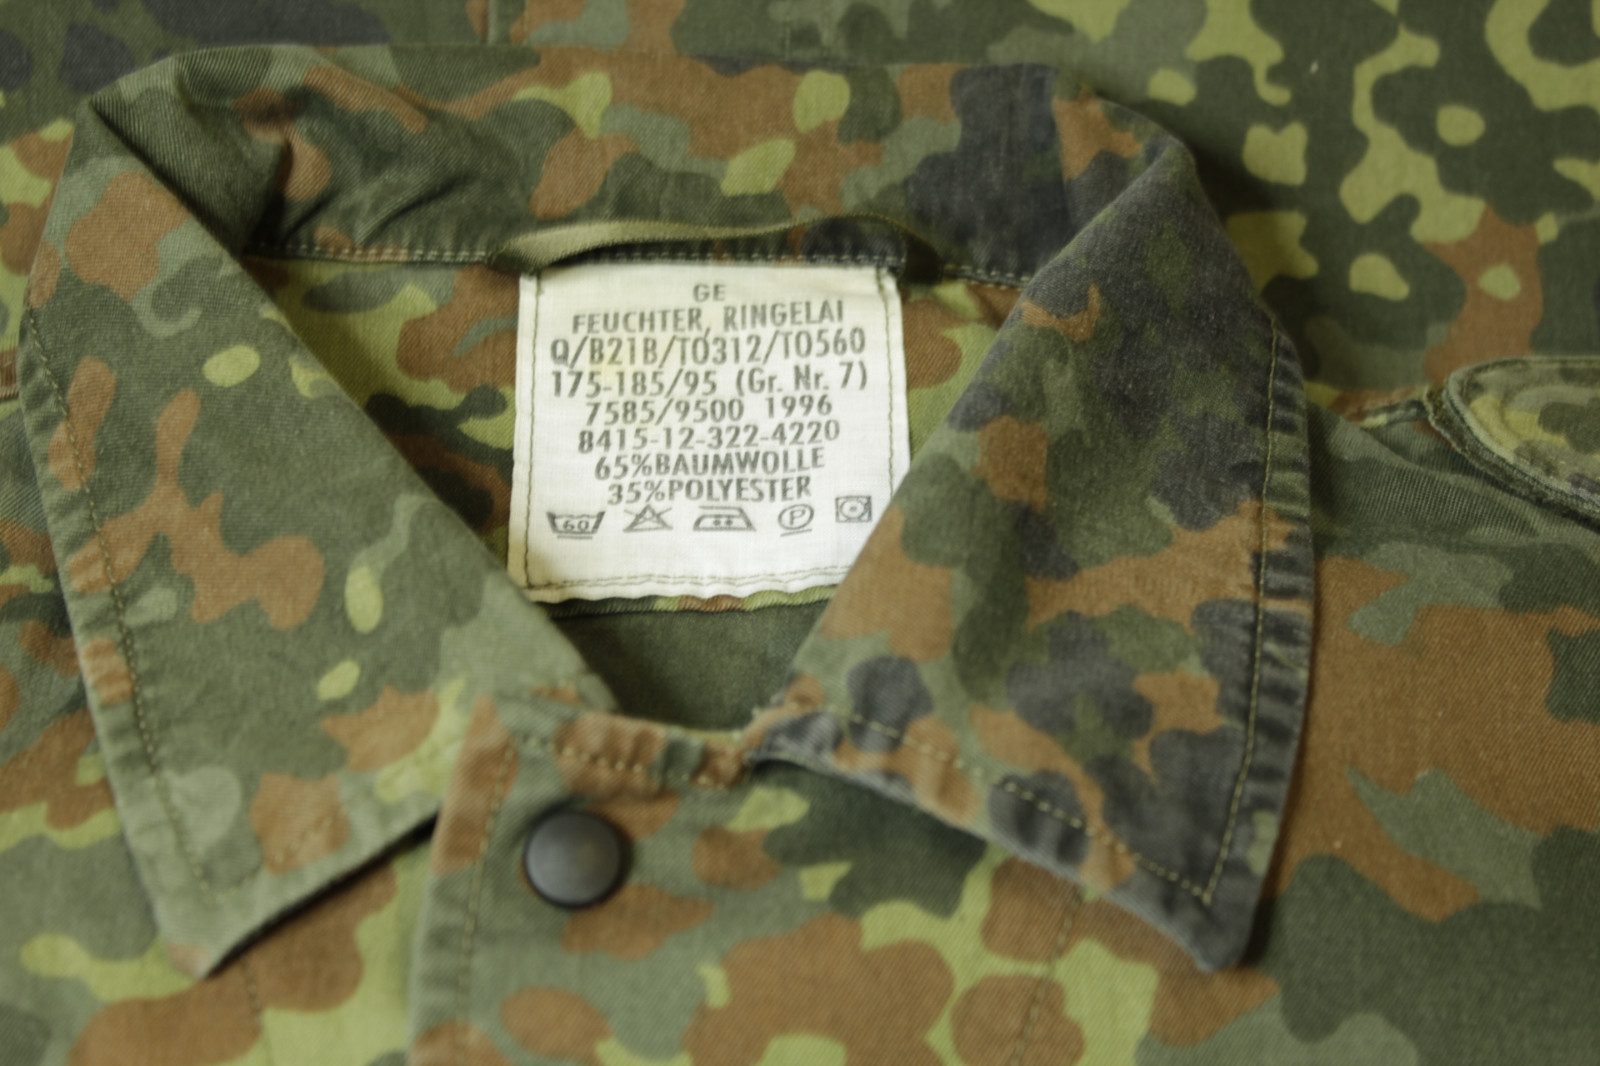 GE
FEUCHTER, RINGELAI
Q/B21B/T0312/T0560
175-185/95 (Gr. Nr. 7)
7585/9500 1996
8415-12-322-4220
65%BAUMWOLLE
35%POLYESTER
60 P